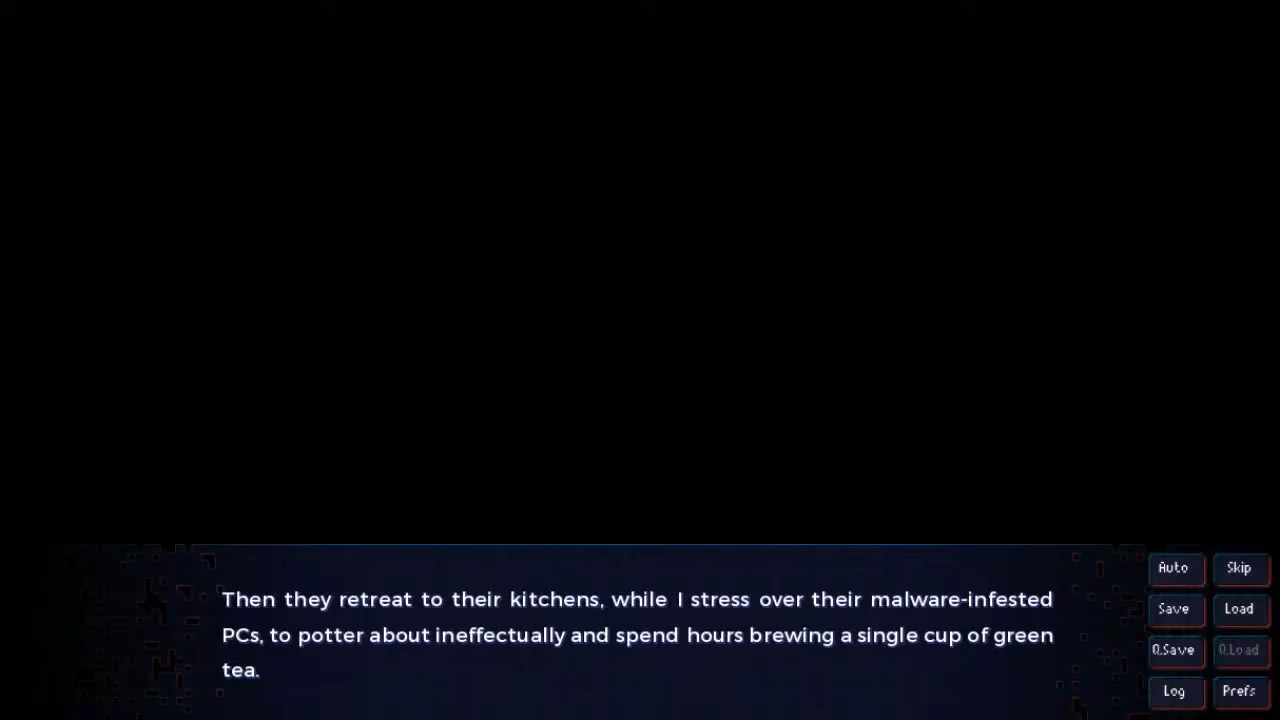 Then they retreat to their kitchens, while I stress over their malware-infested
PCs, to potter about ineffectually and spend hours brewing a single cup of green
tea.
Auto Skip
Save Load
Q.Save Q.Load
Log Prefs